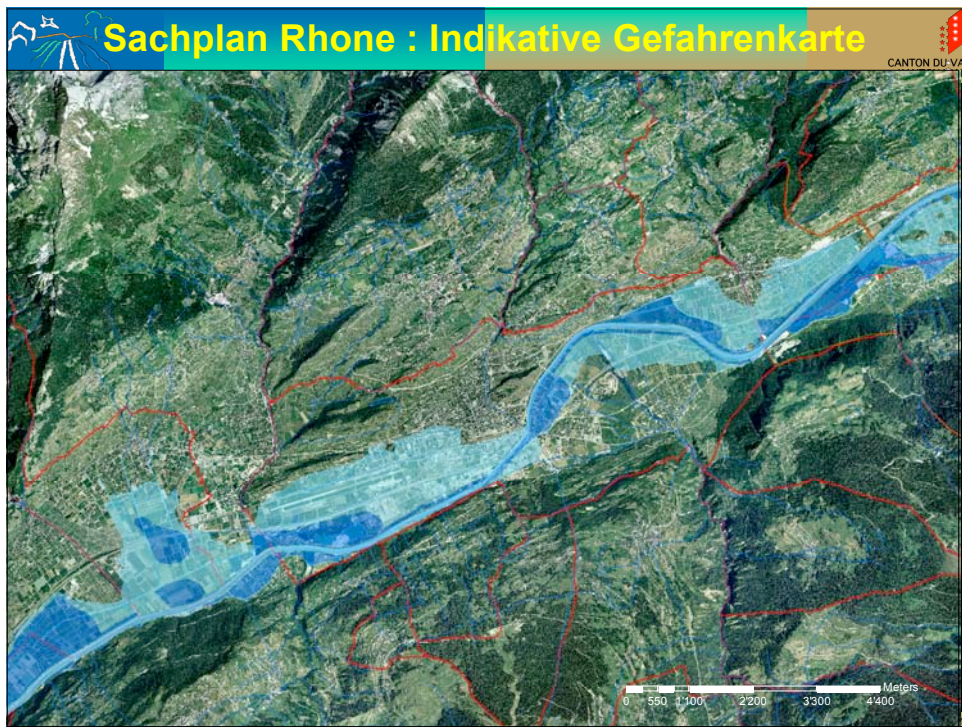 Sachplan Rhone : Indikative Gefahrenkarte
CANTON DU VA
Meters
0 550 1'100 2'200 3'300 4'400